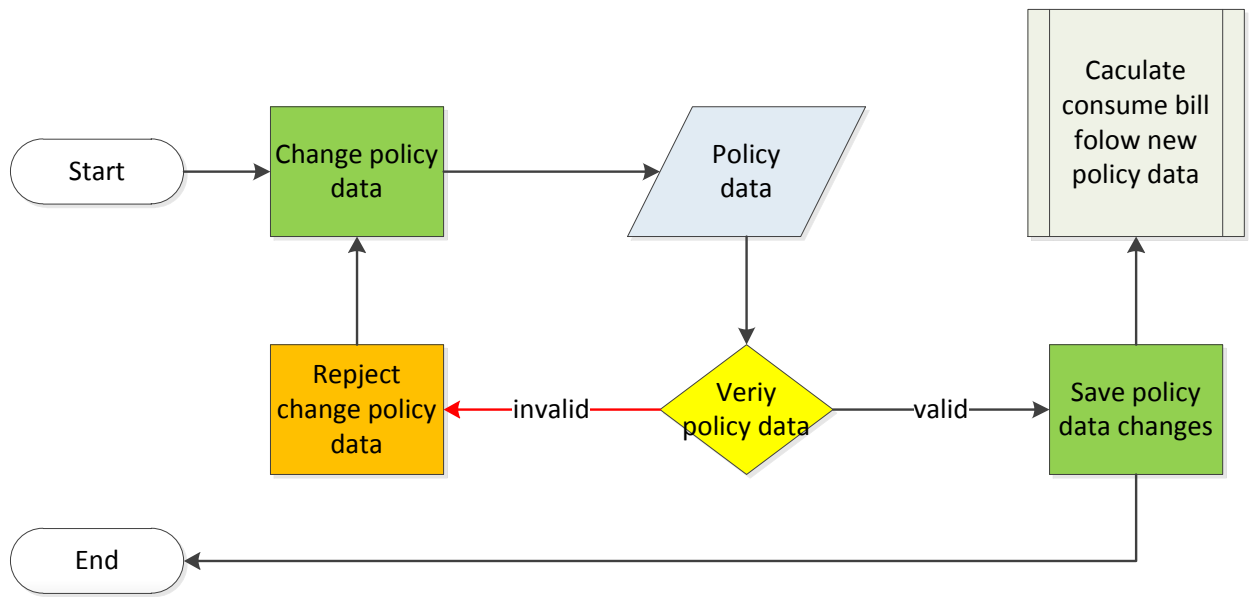 Start
Change policy
data
Policy
data
Caculate
consume bill
folow new
policy data
Repject
change policy
data
invalid
Veriy
policy data
valid
Save policy
data changes
End